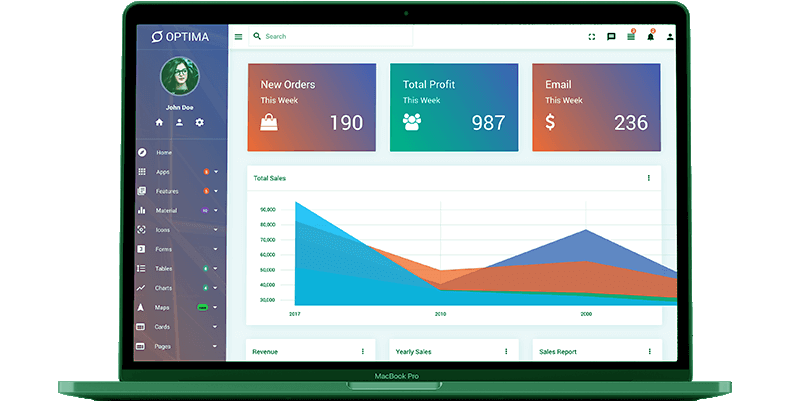 OPTIMA
Search
John Doe
Home
Apps
Features
Material
Icons
Forms
Tables
Charts
Maps
Cards
Pages
New Orders
This Week
190
Total Profit
This Week
987
Email
This Week
$
236
Total Sales
90,000
80,000
70,000
60,000
50,000
40,000
30,000
2017
2010
2000
Revenue
Yearly Sales
Sales Report
MacBook Pro